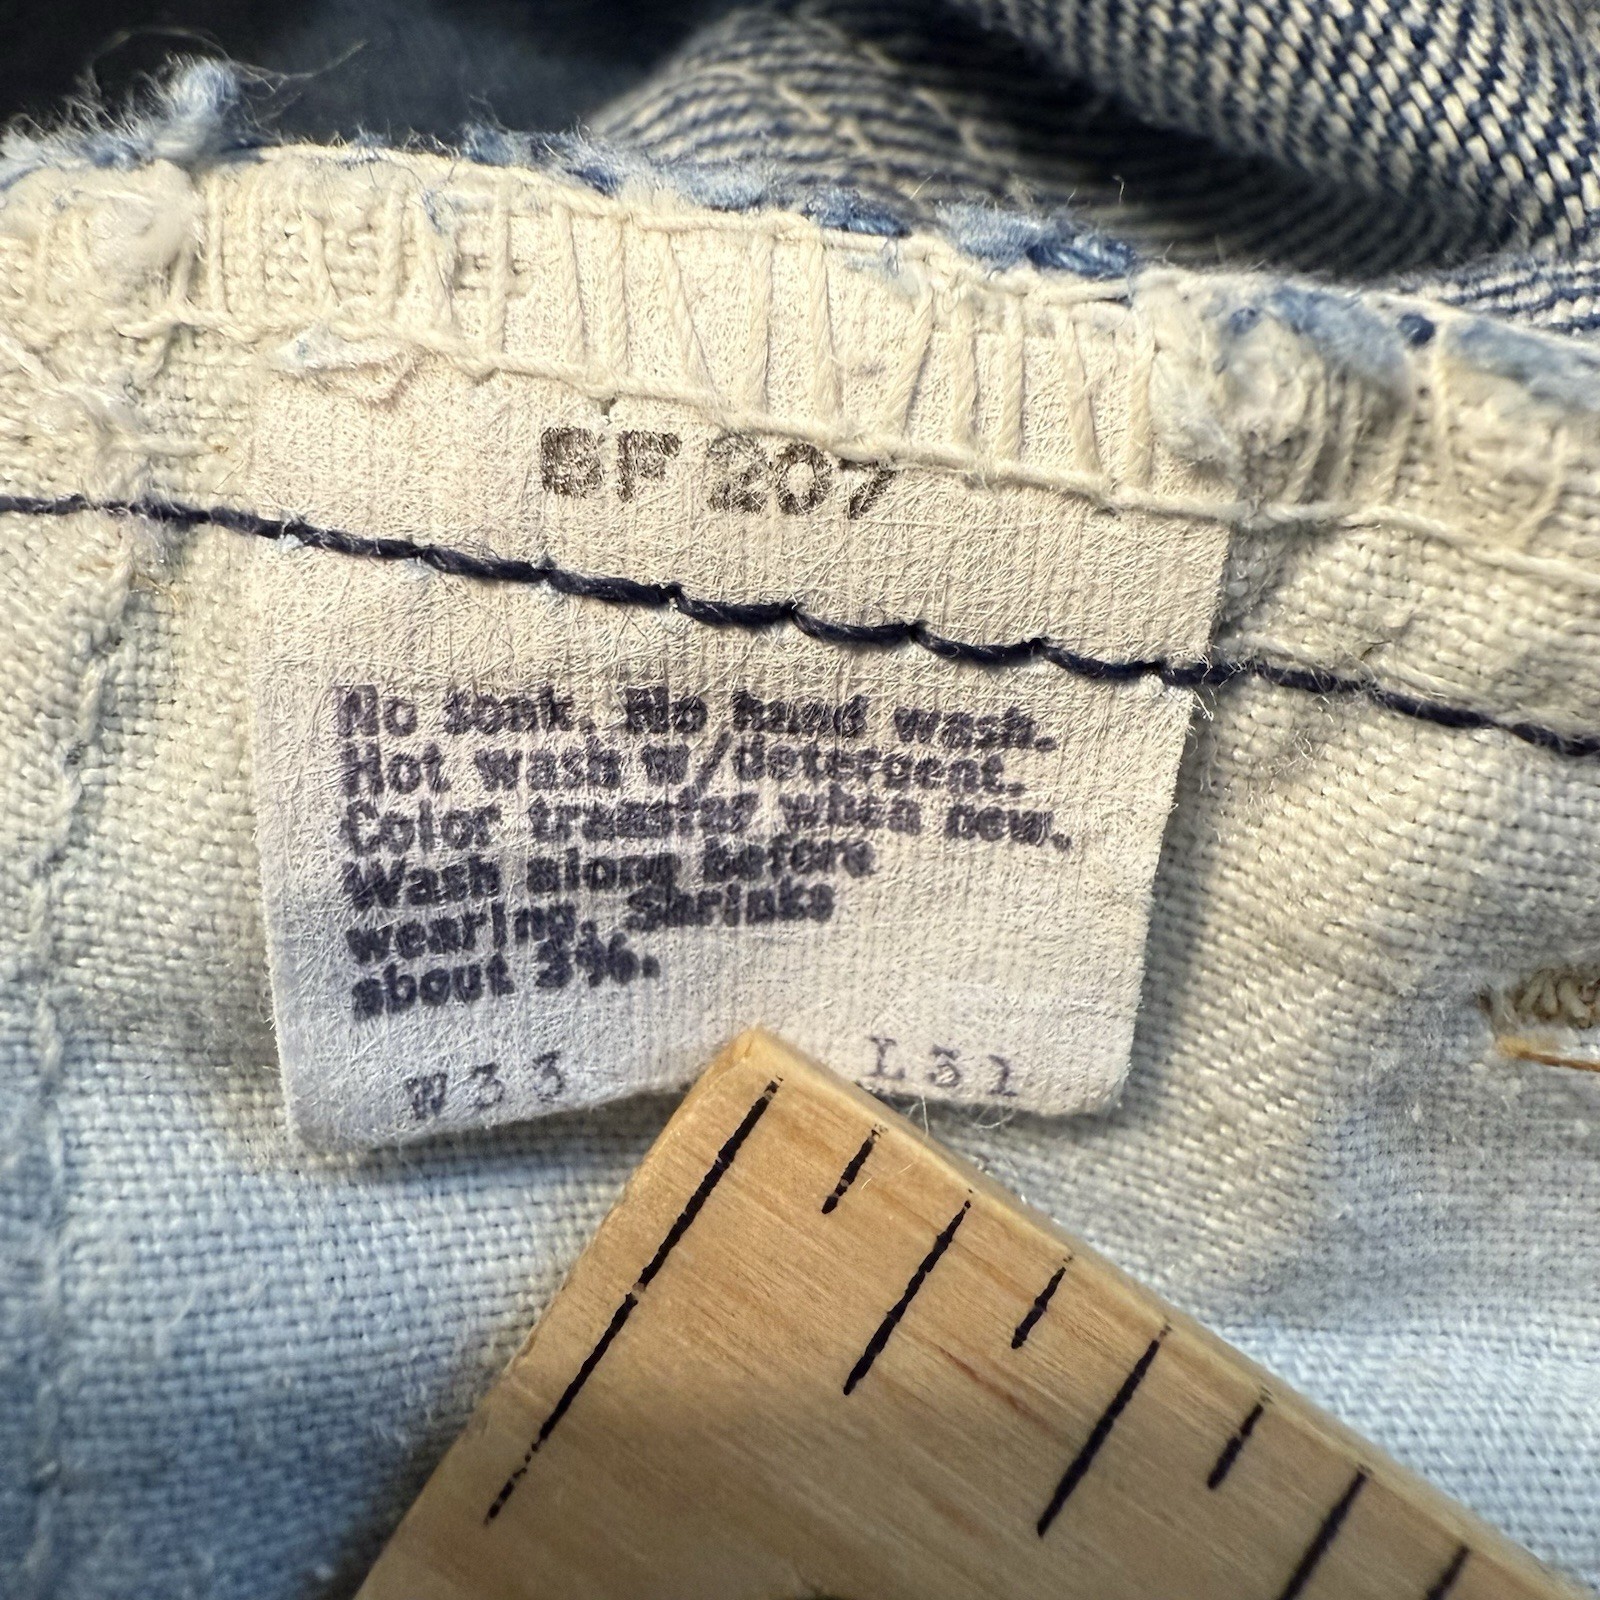 BF 207
No soak. No hand wash.
Hot wash w/detergent.
Color transfer when new.
Wash alone before
wearing. Shrinks
about 3%.
W33 L31